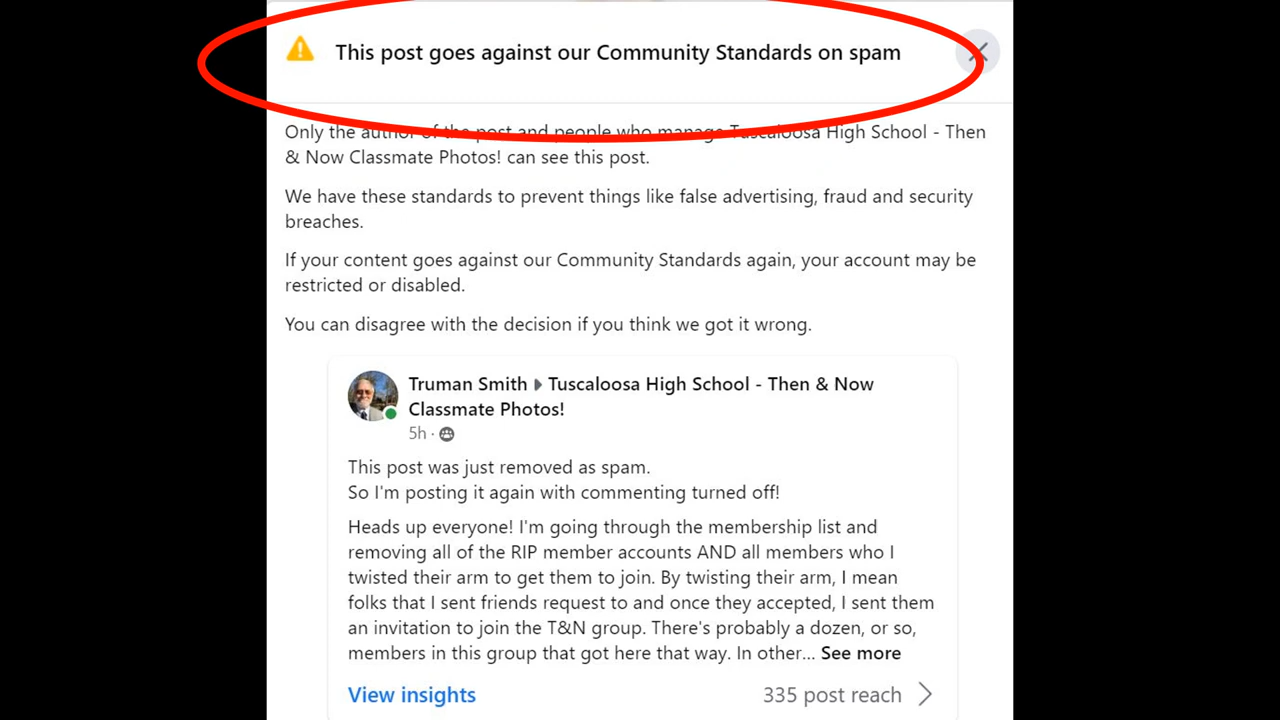 This post goes against our Community Standards on spam
Only the author of the post and people who manage Tuscaloosa High School - Then
& Now Classmate Photos! can see this post.
We have these standards to prevent things like false advertising, fraud and security
breaches.
If your content goes against our Community Standards again, your account may be
restricted or disabled.
You can disagree with the decision if you think we got it wrong.
Truman Smith Tuscaloosa High School - Then & Now
Classmate Photos!
5h ·
This post was just removed as spam.
So I'm posting it again with commenting turned off!
Heads up everyone! I'm going through the membership list and
removing all of the RIP member accounts AND all members who I
twisted their arm to get them to join. By twisting their arm, I mean
folks that I sent friends request to and once they accepted, I sent them
an invitation to join the T&N group. There's probably a dozen, or so,
members in this group that got here that way. In other... See more
View insights 335 post reach